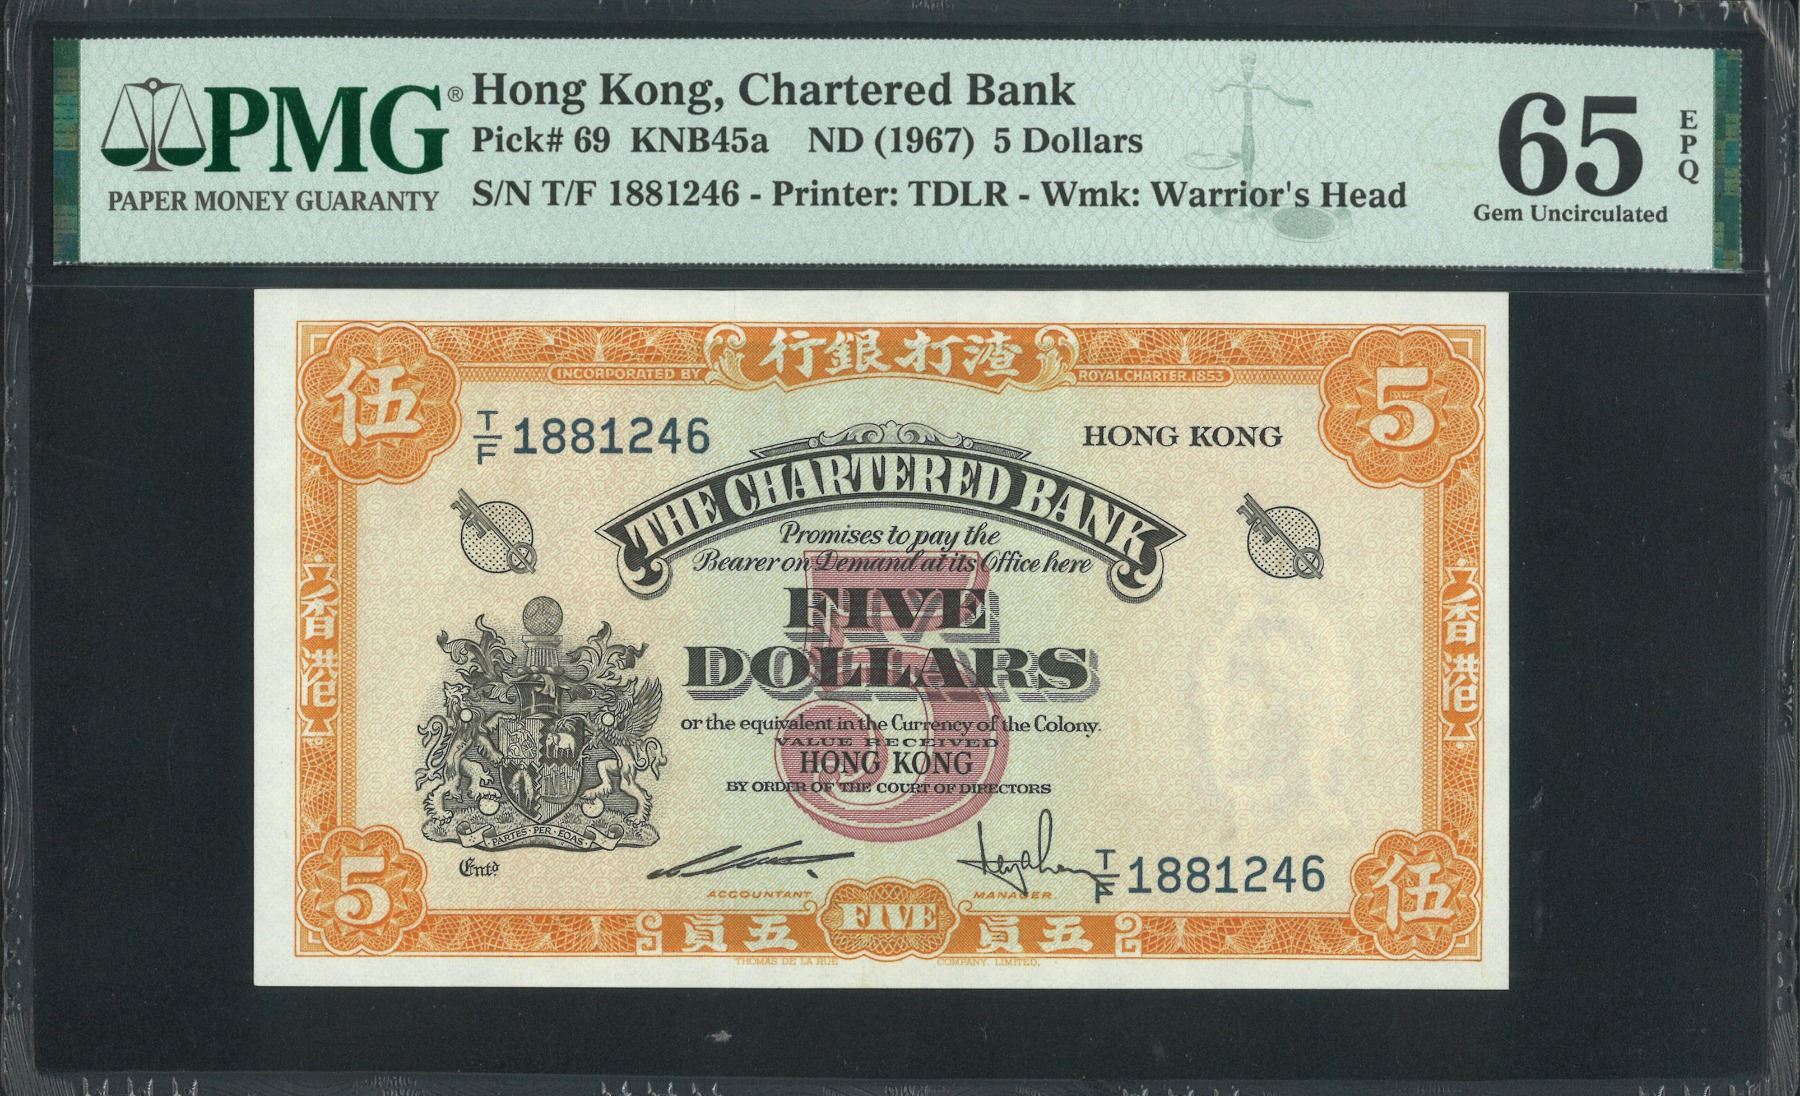 PMG®
PAPER MONEY GUARANTY
Hong Kong, Chartered Bank
Pick# 69 KNB45a ND (1967) 5 Dollars
S/N T/F 1881246 - Printer: TDLR - Wmk: Warrior's Head
65
EPQ
Gem Uncirculated
行銀打渣
INCORPORATED BY ROYAL CHARTER.1853
伍
5
T/F 1881246
HONG KONG
THE CHARTERED BANK
Promises to pay the
Bearer on Demand at its Office here
FIVE
DOLLARS
5
or the equivalent in the Currency of the Colony.
VALUE RECEIVED
HONG KONG
BY ORDER OF THE COURT OF DIRECTORS
香港
香港
PARTES·PER·EOAS
Entd
ACCOUNTANT.
MANAGER.
T/F 1881246
5
員五
FIVE
員五
伍
THOMAS DE LA RUE COMPANY, LIMITED.